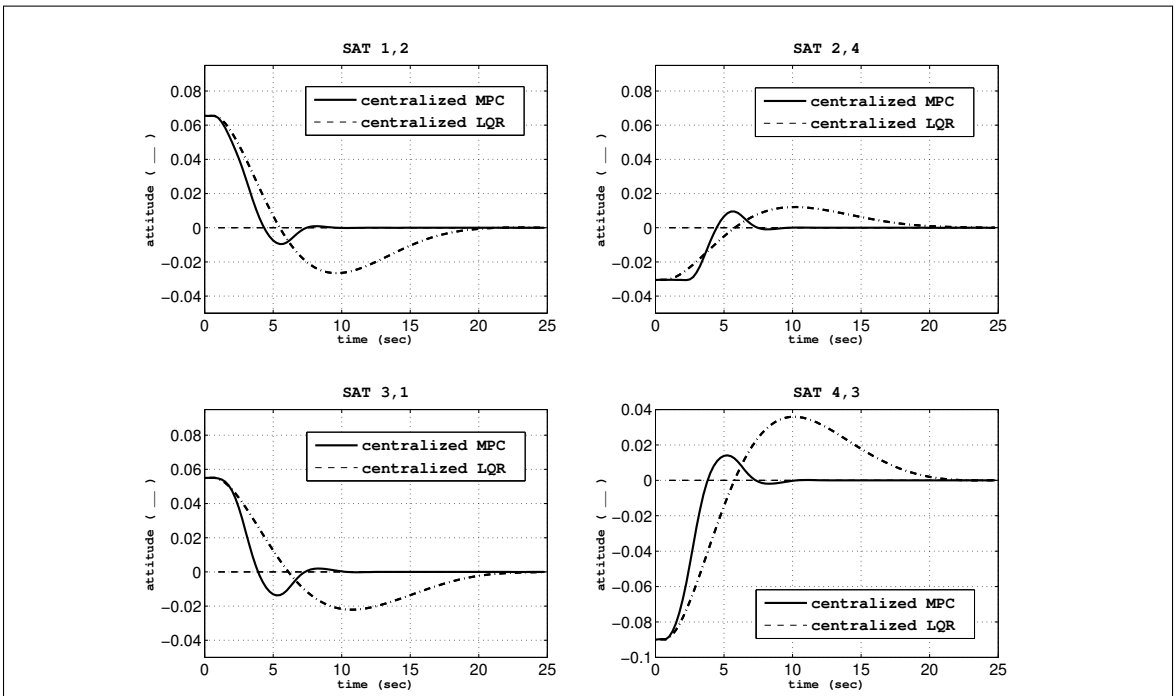 SAT 1,2
0.08
0.06
0.04
0.02
0
−0.02
−0.04
attitude ( __ )
centralized MPC
centralized LQR
0 5 10 15 20 25
time (sec)
SAT 2,4
0.08
0.06
0.04
0.02
0
−0.02
−0.04
attitude ( __ )
centralized MPC
centralized LQR
0 5 10 15 20 25
time (sec)
SAT 3,1
0.08
0.06
0.04
0.02
0
−0.02
−0.04
attitude ( __ )
centralized MPC
centralized LQR
0 5 10 15 20 25
time (sec)
SAT 4,3
0.04
0.02
0
−0.02
−0.04
−0.06
−0.08
−0.1
attitude ( __ )
centralized MPC
centralized LQR
0 5 10 15 20 25
time (sec)